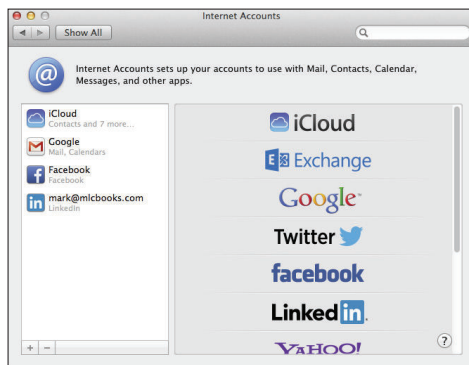 Internet Accounts
Show All
Internet Accounts sets up your accounts to use with Mail, Contacts, Calendar,
Messages, and other apps.
iCloud
Contacts and 7 more...
Google
Mail, Calendars
Facebook
Facebook
mark@mlcbooks.com
LinkedIn
iCloud
Exchange
Google
Twitter
facebook
Linked in
YAHOO!